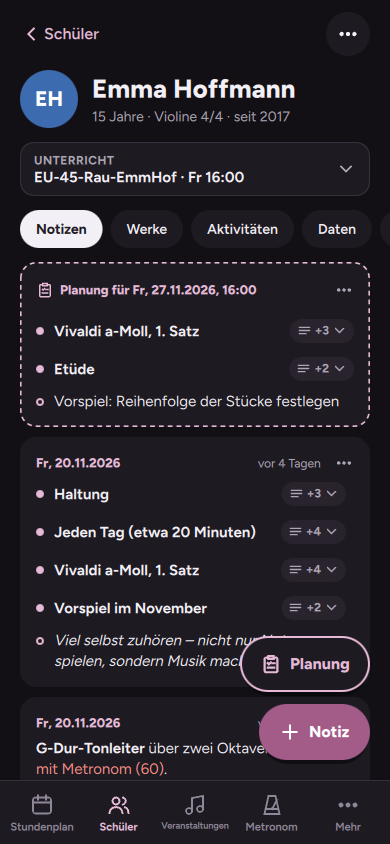 Schüler
EH
Emma Hoffmann
15 Jahre · Violine 4/4 · seit 2017
UNTERRICHT
EU-45-Rau-EmmHof · Fr 16:00
Notizen Werke Aktivitäten Daten
Planung für Fr, 27.11.2026, 16:00
Vivaldi a-Moll, 1. Satz +3
Etüde +2
Vorspiel: Reihenfolge der Stücke festlegen
Fr, 20.11.2026 vor 4 Tagen
Haltung +3
Jeden Tag (etwa 20 Minuten) +4
Vivaldi a-Moll, 1. Satz +4
Vorspiel im November +2
Viel selbst zuhören – nicht nur
spielen, sondern Musik
Planung
Fr, 20.11.2026
G-Dur-Tonleiter über zwei
mit Metronom (60).
Notiz
Stundenplan Schüler Veranstaltungen Metronom Mehr